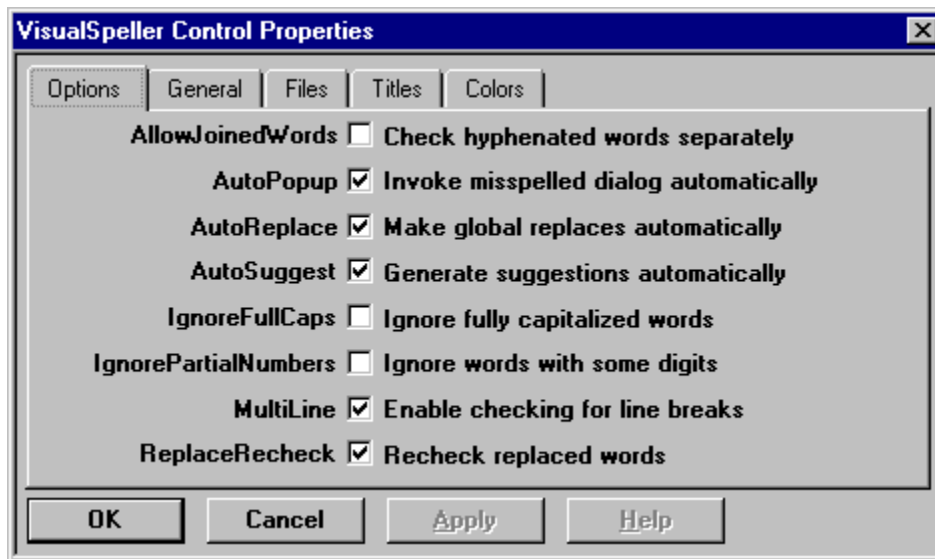 VisualSpeller Control Properties
Options General Files Titles Colors
AllowJoinedWords Check hyphenated words separately
AutoPopup Invoke misspelled dialog automatically
AutoReplace Make global replaces automatically
AutoSuggest Generate suggestions automatically
IgnoreFullCaps Ignore fully capitalized words
IgnorePartialNumbers Ignore words with some digits
MultiLine Enable checking for line breaks
ReplaceRecheck Recheck replaced words
OK Cancel Apply Help